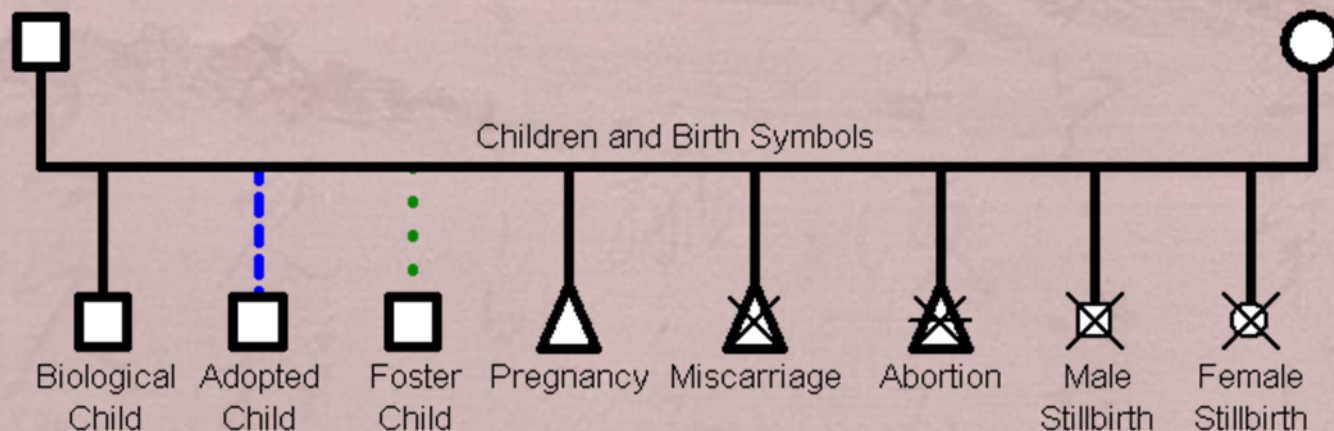 Children and Birth Symbols
Biological Child
Adopted Child
Foster Child
Pregnancy
Miscarriage
Abortion
Male Stillbirth
Female Stillbirth